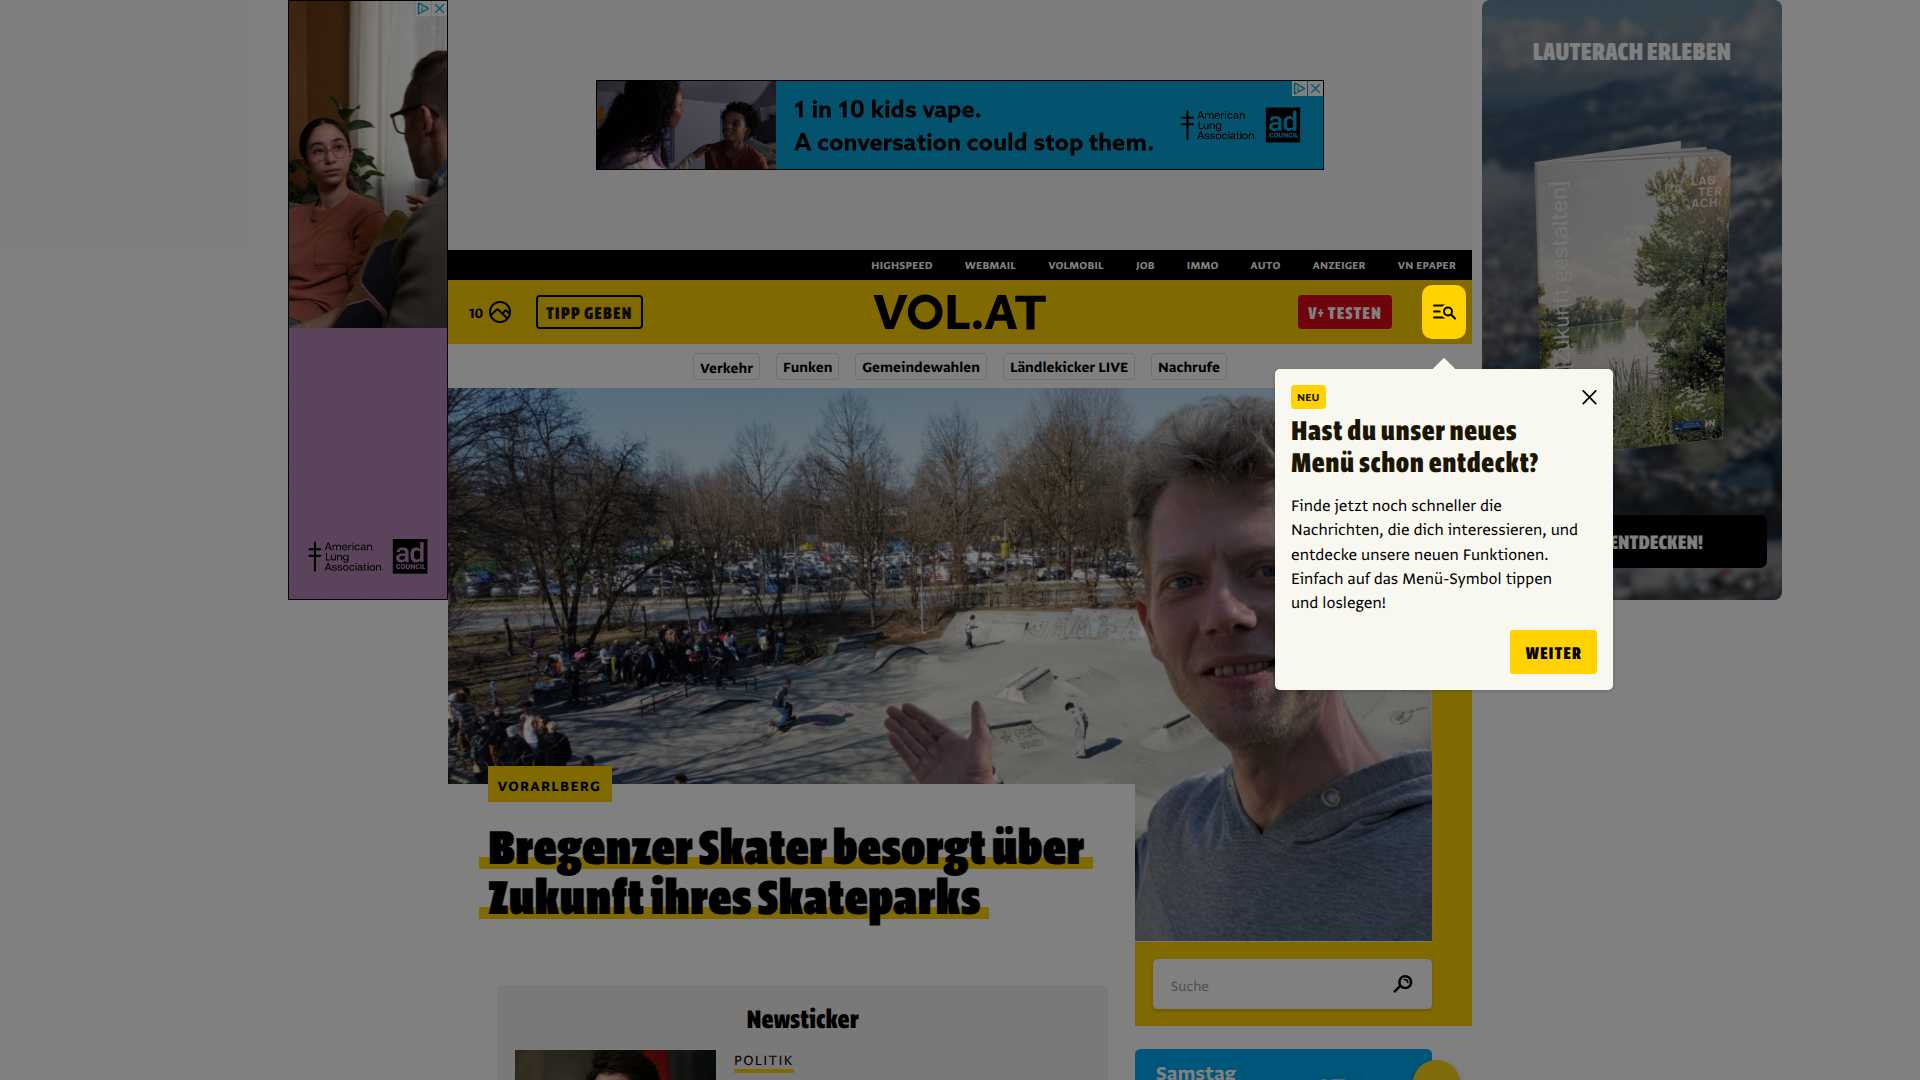 LAUTERACH ERLEBEN
1 in 10 kids vape.
A conversation could stop them.
American
Lung
Association
ad
COUNCIL
LAU
TER
ACH
[zukunft.gestalten]
HIGHSPEED
WEBMAIL
VOLMOBIL
JOB
IMMO
AUTO
ANZEIGER
VN EPAPER
10
TIPP GEBEN
VOL.AT
V+ TESTEN
Verkehr
Funken
Gemeindewahlen
Ländlekicker LIVE
Nachrufe
NEU
Hast du unser neues
Menü schon entdeckt?
Finde jetzt noch schneller die
Nachrichten, die dich interessieren, und
entdecke unsere neuen Funktionen.
Einfach auf das Menü-Symbol tippen
und loslegen!
WEITER
ENTDECKEN!
American
Lung
Association
ad
COUNCIL
VORARLBERG
Bregenzer Skater besorgt über
Zukunft ihres Skateparks
Suche
Newsticker
POLITIK
Samstag